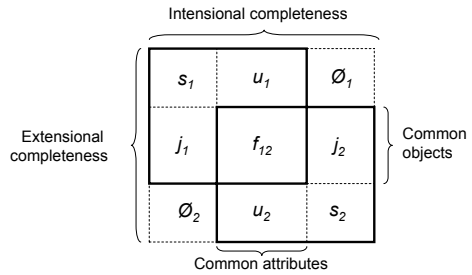 Intensional completeness
s1 u1 Ø1
Extensional
completeness
j1 f12 j2
Common
objects
Ø2 u2 s2
Common attributes